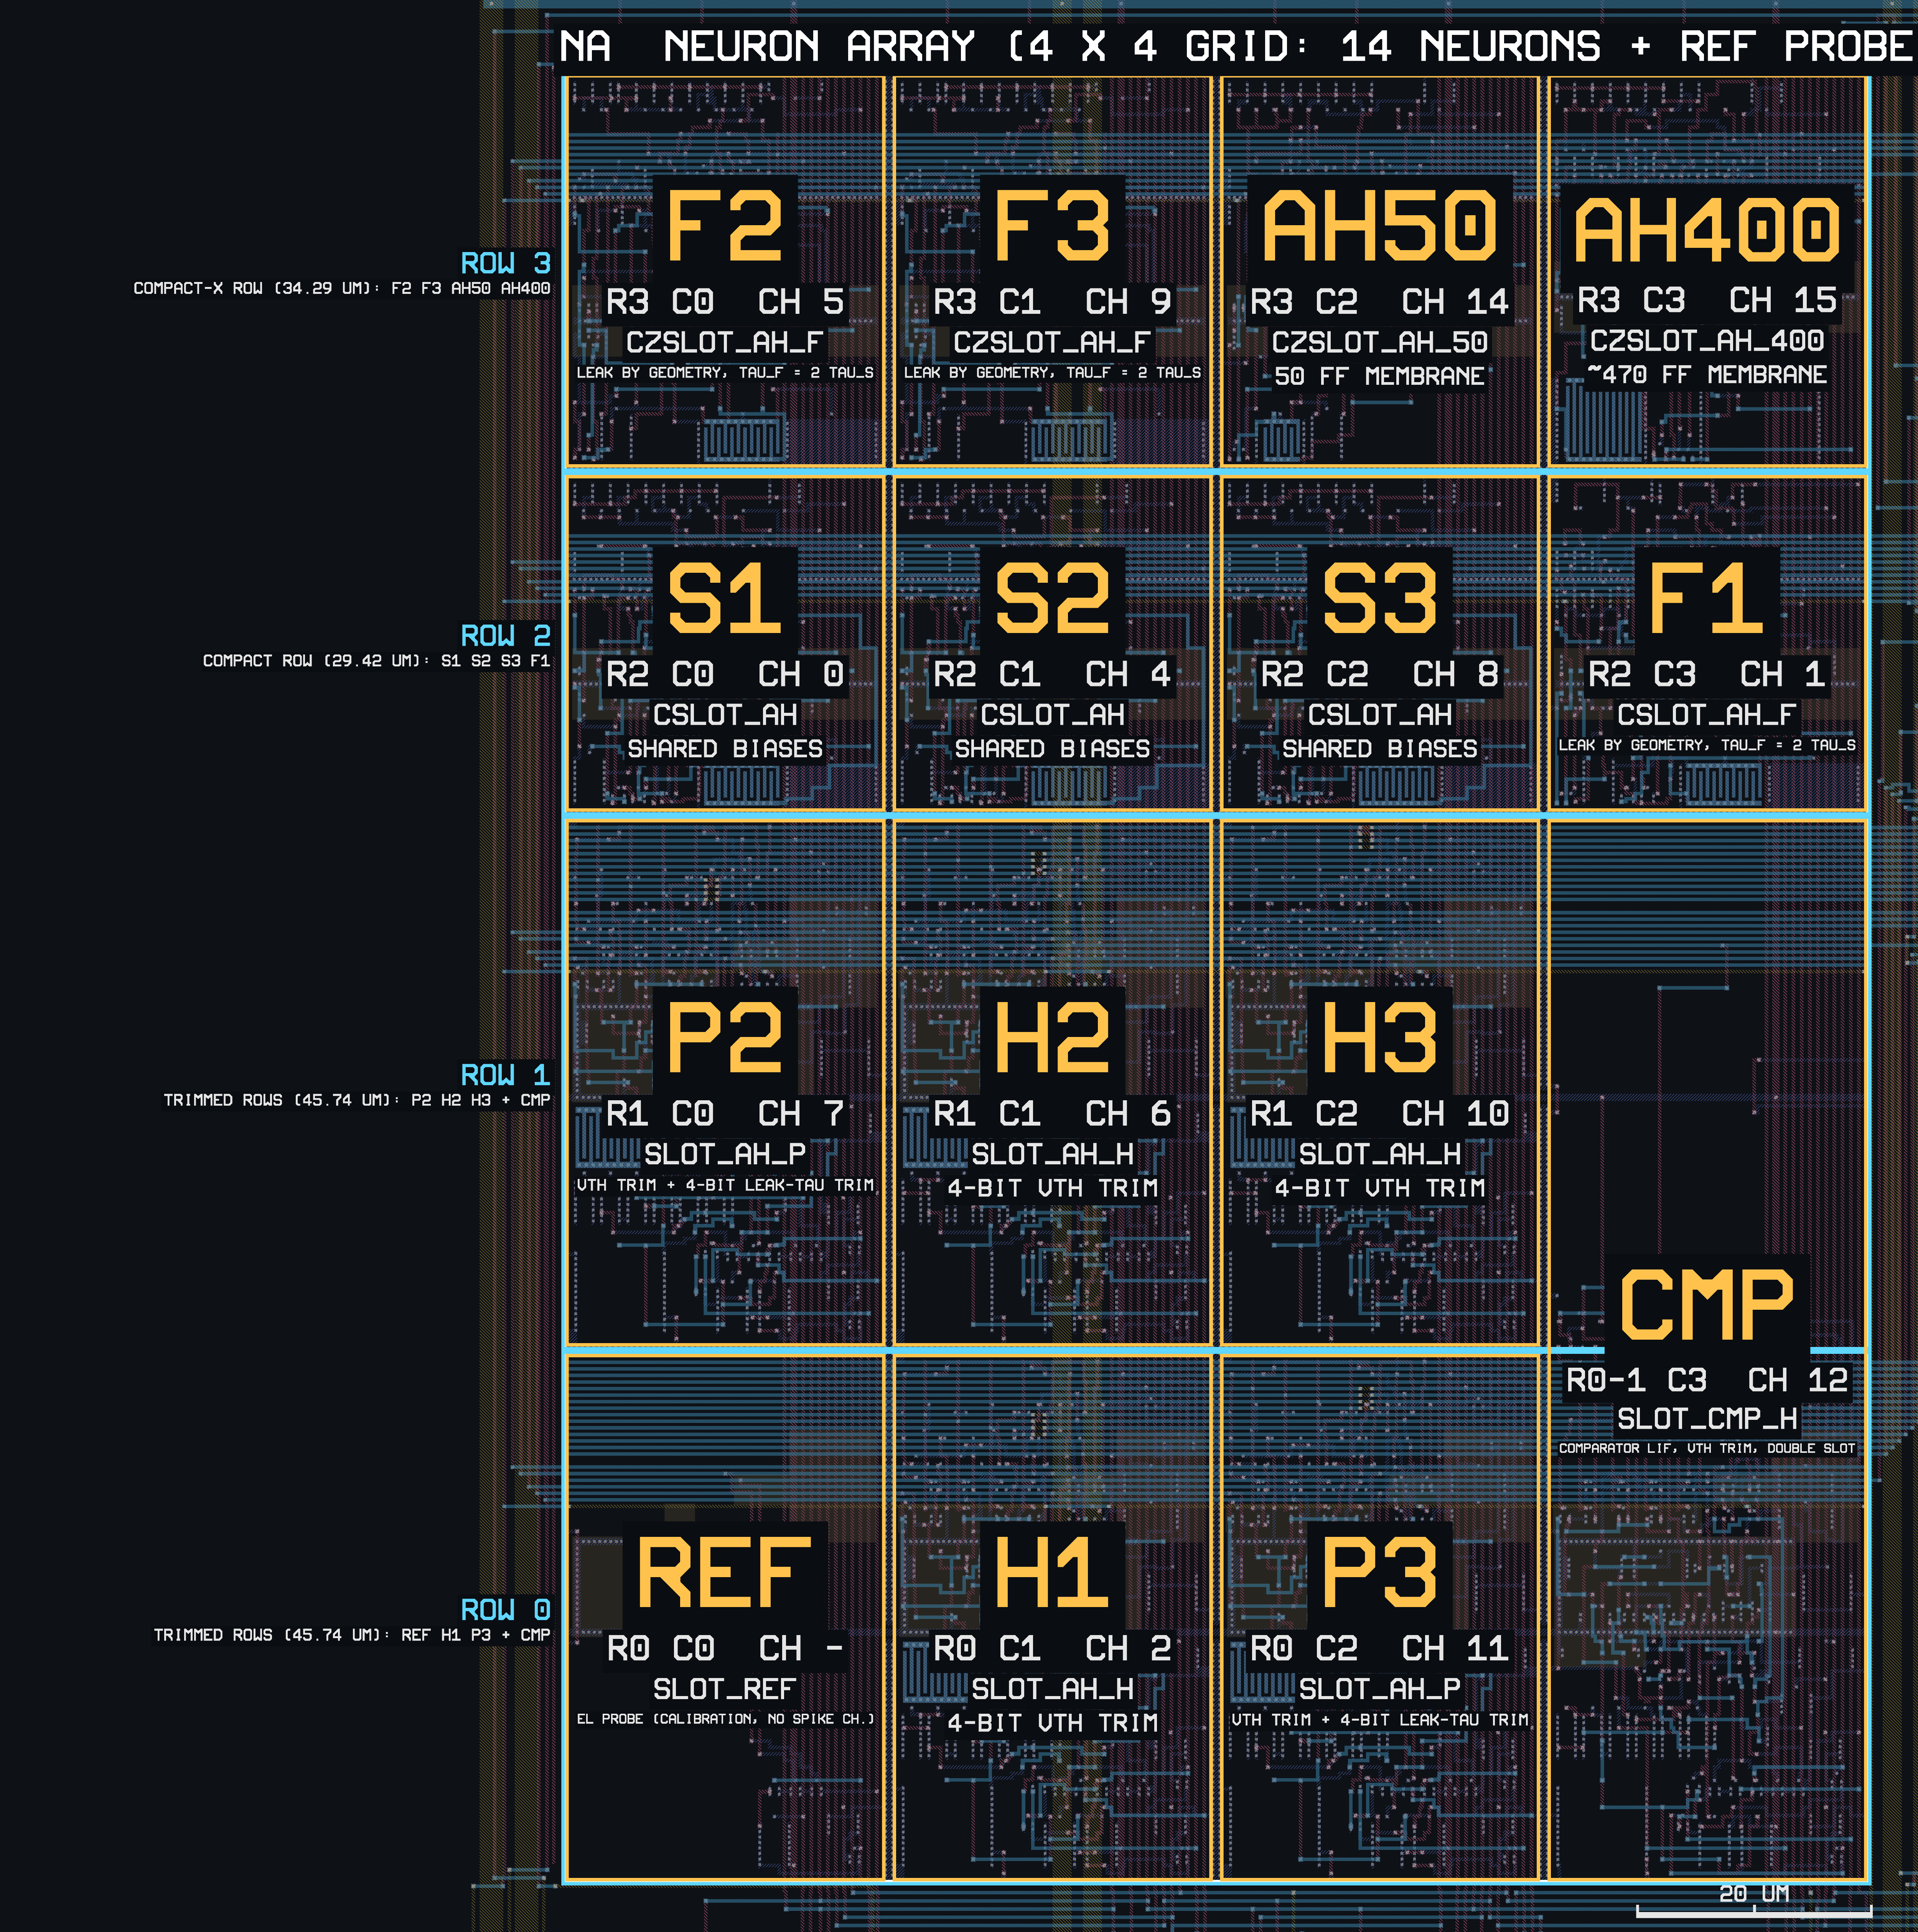 NA  NEURON ARRAY (4 X 4 GRID: 14 NEURONS + REF PROBE
ROW 3
COMPACT-X ROW (34.29 UM): F2 F3 AH50 AH400
F2
R3 C0  CH 5
CZSLOT_AH_F
LEAK BY GEOMETRY, TAU_F = 2 TAU_S
F3
R3 C1  CH 9
CZSLOT_AH_F
LEAK BY GEOMETRY, TAU_F = 2 TAU_S
AH50
R3 C2  CH 14
CZSLOT_AH_50
50 FF MEMBRANE
AH400
R3 C3  CH 15
CZSLOT_AH_400
~470 FF MEMBRANE
ROW 2
COMPACT ROW (29.42 UM): S1 S2 S3 F1
S1
R2 C0  CH 0
CSLOT_AH
SHARED BIASES
S2
R2 C1  CH 4
CSLOT_AH
SHARED BIASES
S3
R2 C2  CH 8
CSLOT_AH
SHARED BIASES
F1
R2 C3  CH 1
CSLOT_AH_F
LEAK BY GEOMETRY, TAU_F = 2 TAU_S
ROW 1
TRIMMED ROWS (45.74 UM): P2 H2 H3 + CMP
P2
R1 C0  CH 7
SLOT_AH_P
VTH TRIM + 4-BIT LEAK-TAU TRIM
H2
R1 C1  CH 6
SLOT_AH_H
4-BIT VTH TRIM
H3
R1 C2  CH 10
SLOT_AH_H
4-BIT VTH TRIM
CMP
R0-1 C3  CH 12
SLOT_CMP_H
COMPARATOR LIF, VTH TRIM, DOUBLE SLOT
ROW 0
TRIMMED ROWS (45.74 UM): REF H1 P3 + CMP
REF
R0 C0  CH -
SLOT_REF
EL PROBE (CALIBRATION, NO SPIKE CH.)
H1
R0 C1  CH 2
SLOT_AH_H
4-BIT VTH TRIM
P3
R0 C2  CH 11
SLOT_AH_P
VTH TRIM + 4-BIT LEAK-TAU TRIM
20 UM